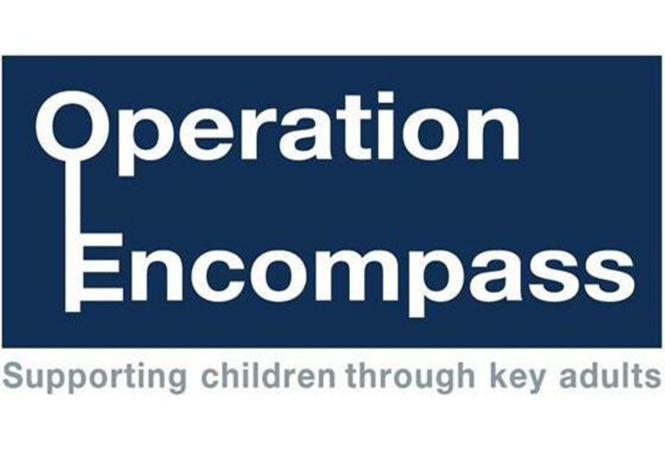 Operation
Encompass
Supporting children through key adults